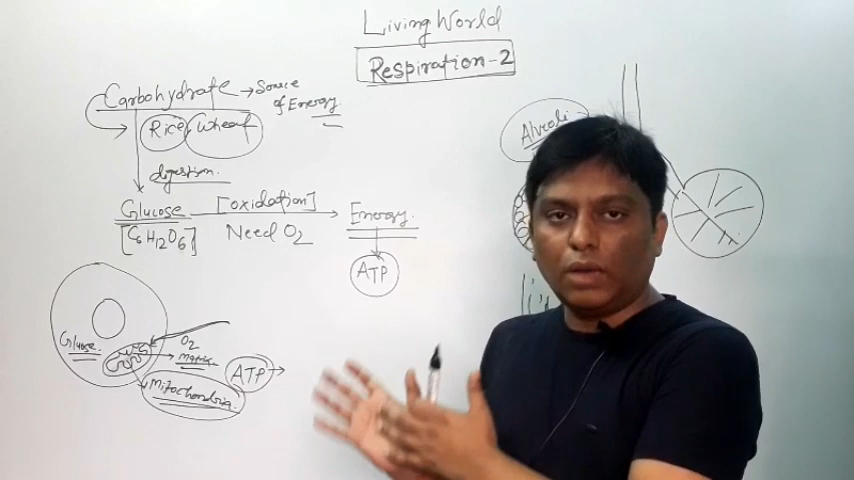 Living World
Respiration-2
Carbohydrate → Source of Energy
Rice Wheat
digestion.
Glucose [oxidation] → Energy
[C6H12O6] Need O2
ATP
Glucose
O2
matrix
ATP →
Mitochondria.
Alveoli